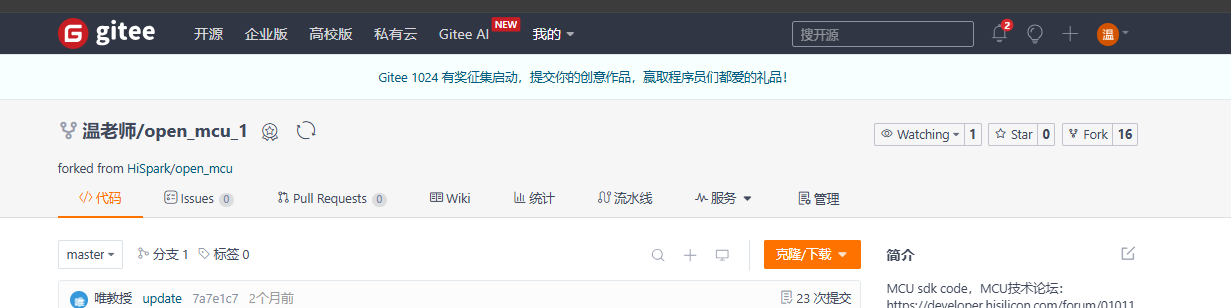 gitee 开源 企业版 高校版 私有云 Gitee AI NEW 我的 搜开源 2 温
Gitee 1024 有奖征集启动，提交你的创意作品，赢取程序员们都爱的礼品！
温老师/open_mcu_1 Watching 1 Star 0 Fork 16
forked from HiSpark/open_mcu
代码 Issues 0 Pull Requests 0 Wiki 统计 流水线 服务 管理
master 分支 1 标签 0 克隆/下载 简介
唯 唯教授 update 7a7e1c7 2个月前 23 次提交
MCU sdk code，MCU技术论坛：
https://developer.hisilicon.com/forum/01011